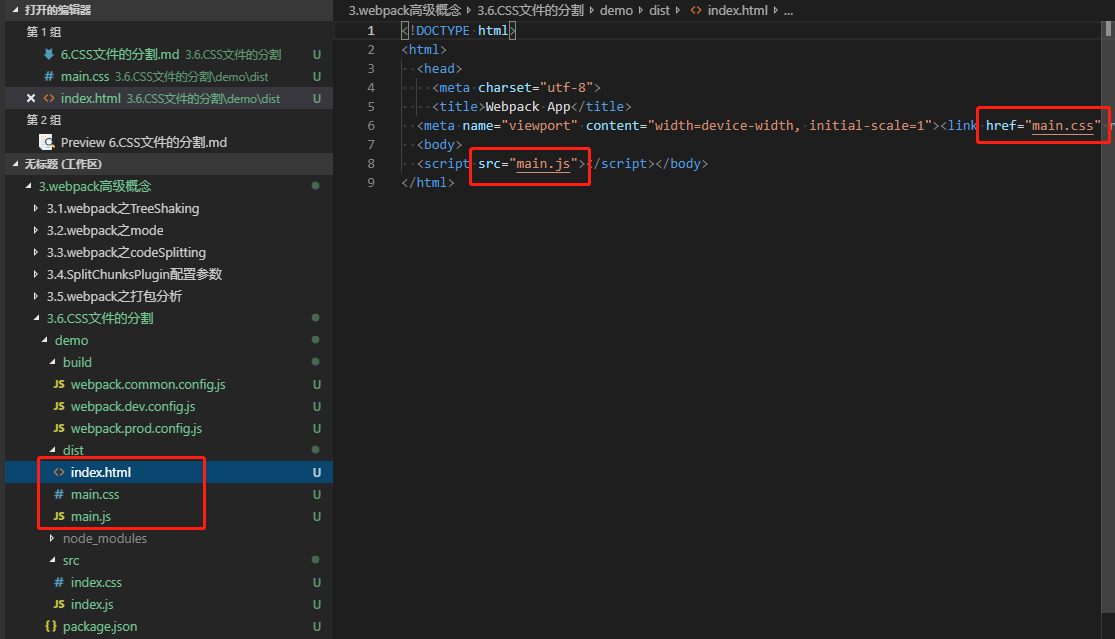 打开的编辑器
第 1 组
6.CSS文件的分割.md 3.6.CSS文件的分割 U
# main.css 3.6.CSS文件的分割\demo\dist U
<> index.html 3.6.CSS文件的分割\demo\dist U
第 2 组
Preview 6.CSS文件的分割.md
无标题 (工作区)
3.webpack高级概念
3.1.webpack之TreeShaking
3.2.webpack之mode
3.3.webpack之codeSplitting
3.4.SplitChunksPlugin配置参数
3.5.webpack之打包分析
3.6.CSS文件的分割
demo
build
JS webpack.common.config.js U
JS webpack.dev.config.js U
JS webpack.prod.config.js U
dist
<> index.html U
# main.css U
JS main.js U
node_modules
src
# index.css U
JS index.js U
{} package.json U
3.webpack高级概念 3.6.CSS文件的分割 demo dist <> index.html ...
1 <!DOCTYPE html>
2 <html>
3 <head>
4 <meta charset="utf-8">
5 <title>Webpack App</title>
6 <meta name="viewport" content="width=device-width, initial-scale=1"><link href="main.css"
7 <body>
8 <script src="main.js"></script></body>
9 </html>